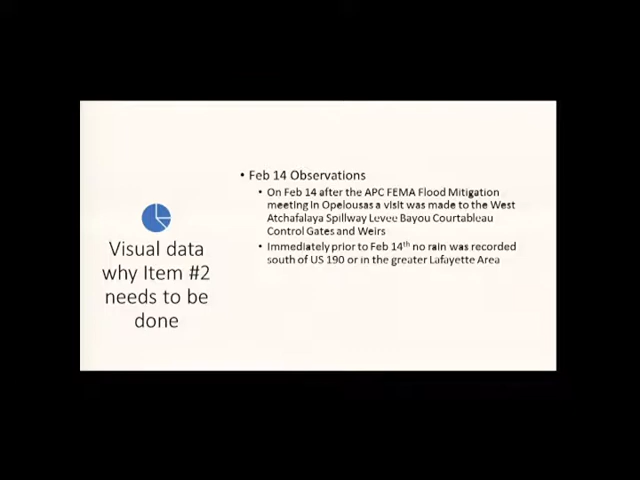 Visual data
why Item #2
needs to be
done
• Feb 14 Observations
• On Feb 14 after the APC FEMA Flood Mitigation
meeting in Opelousas a visit was made to the West
Atchafalaya Spillway Levee Bayou Courtableau
Control Gates and Weirs
• Immediately prior to Feb 14th no rain was recorded
south of US 190 or in the greater Lafayette Area